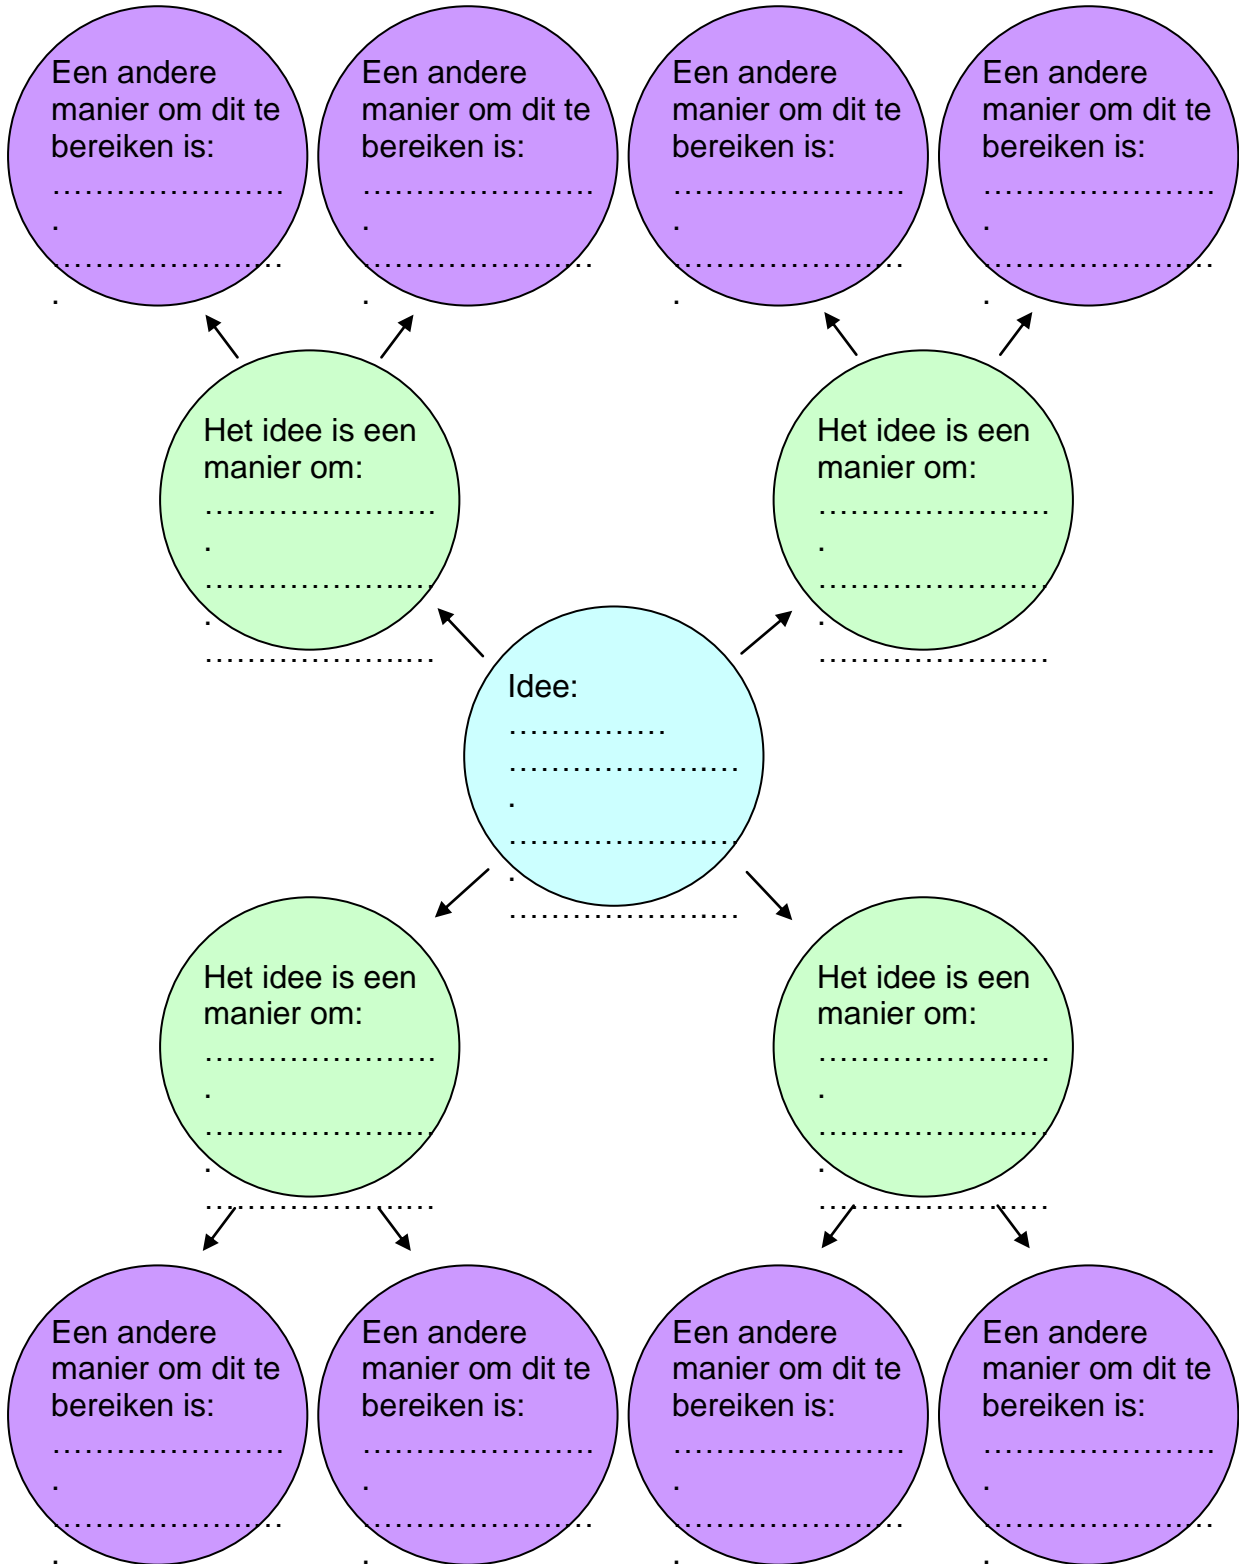 Een andere
manier om dit te
bereiken is:
…………………….
.
…………………….
.
Een andere
manier om dit te
bereiken is:
…………………….
.
…………………….
.
Een andere
manier om dit te
bereiken is:
…………………….
.
…………………….
.
Een andere
manier om dit te
bereiken is:
…………………….
.
…………………….
.
Het idee is een
manier om:
…………………….
.
…………………….
.
…………………….
Het idee is een
manier om:
…………………….
.
…………………….
.
…………………….
Idee:
……………
…………………….
.
…………………….
.
…………………….
Het idee is een
manier om:
…………………….
.
…………………….
.
…………………….
Het idee is een
manier om:
…………………….
.
…………………….
.
…………………….
Een andere
manier om dit te
bereiken is:
…………………….
.
…………………….
.
Een andere
manier om dit te
bereiken is:
…………………….
.
…………………….
.
Een andere
manier om dit te
bereiken is:
…………………….
.
…………………….
.
Een andere
manier om dit te
bereiken is:
…………………….
.
…………………….
.